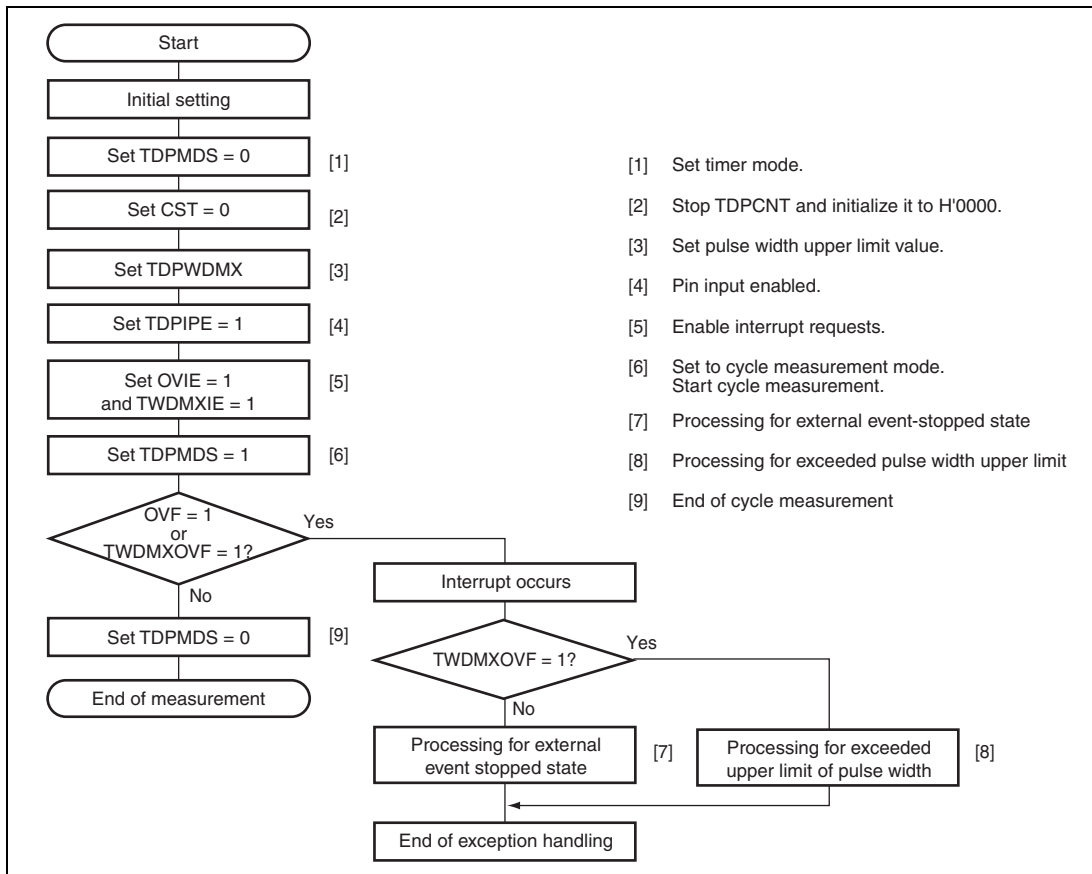 Start
Initial setting
Set TDPMDS = 0
[1]
Set CST = 0
[2]
Set TDPWDMX
[3]
Set TDPIPE = 1
[4]
Set OVIE = 1
and TWDMXIE = 1
[5]
Set TDPMDS = 1
[6]
OVF = 1
or
TWDMXOVF = 1?
Yes
No
Set TDPMDS = 0
[9]
End of measurement
Interrupt occurs
TWDMXOVF = 1?
Yes
No
Processing for external
event stopped state
[7]
Processing for exceeded
upper limit of pulse width
[8]
End of exception handling
[1] Set timer mode.
[2] Stop TDPCNT and initialize it to H'0000.
[3] Set pulse width upper limit value.
[4] Pin input enabled.
[5] Enable interrupt requests.
[6] Set to cycle measurement mode.
Start cycle measurement.
[7] Processing for external event-stopped state
[8] Processing for exceeded pulse width upper limit
[9] End of cycle measurement